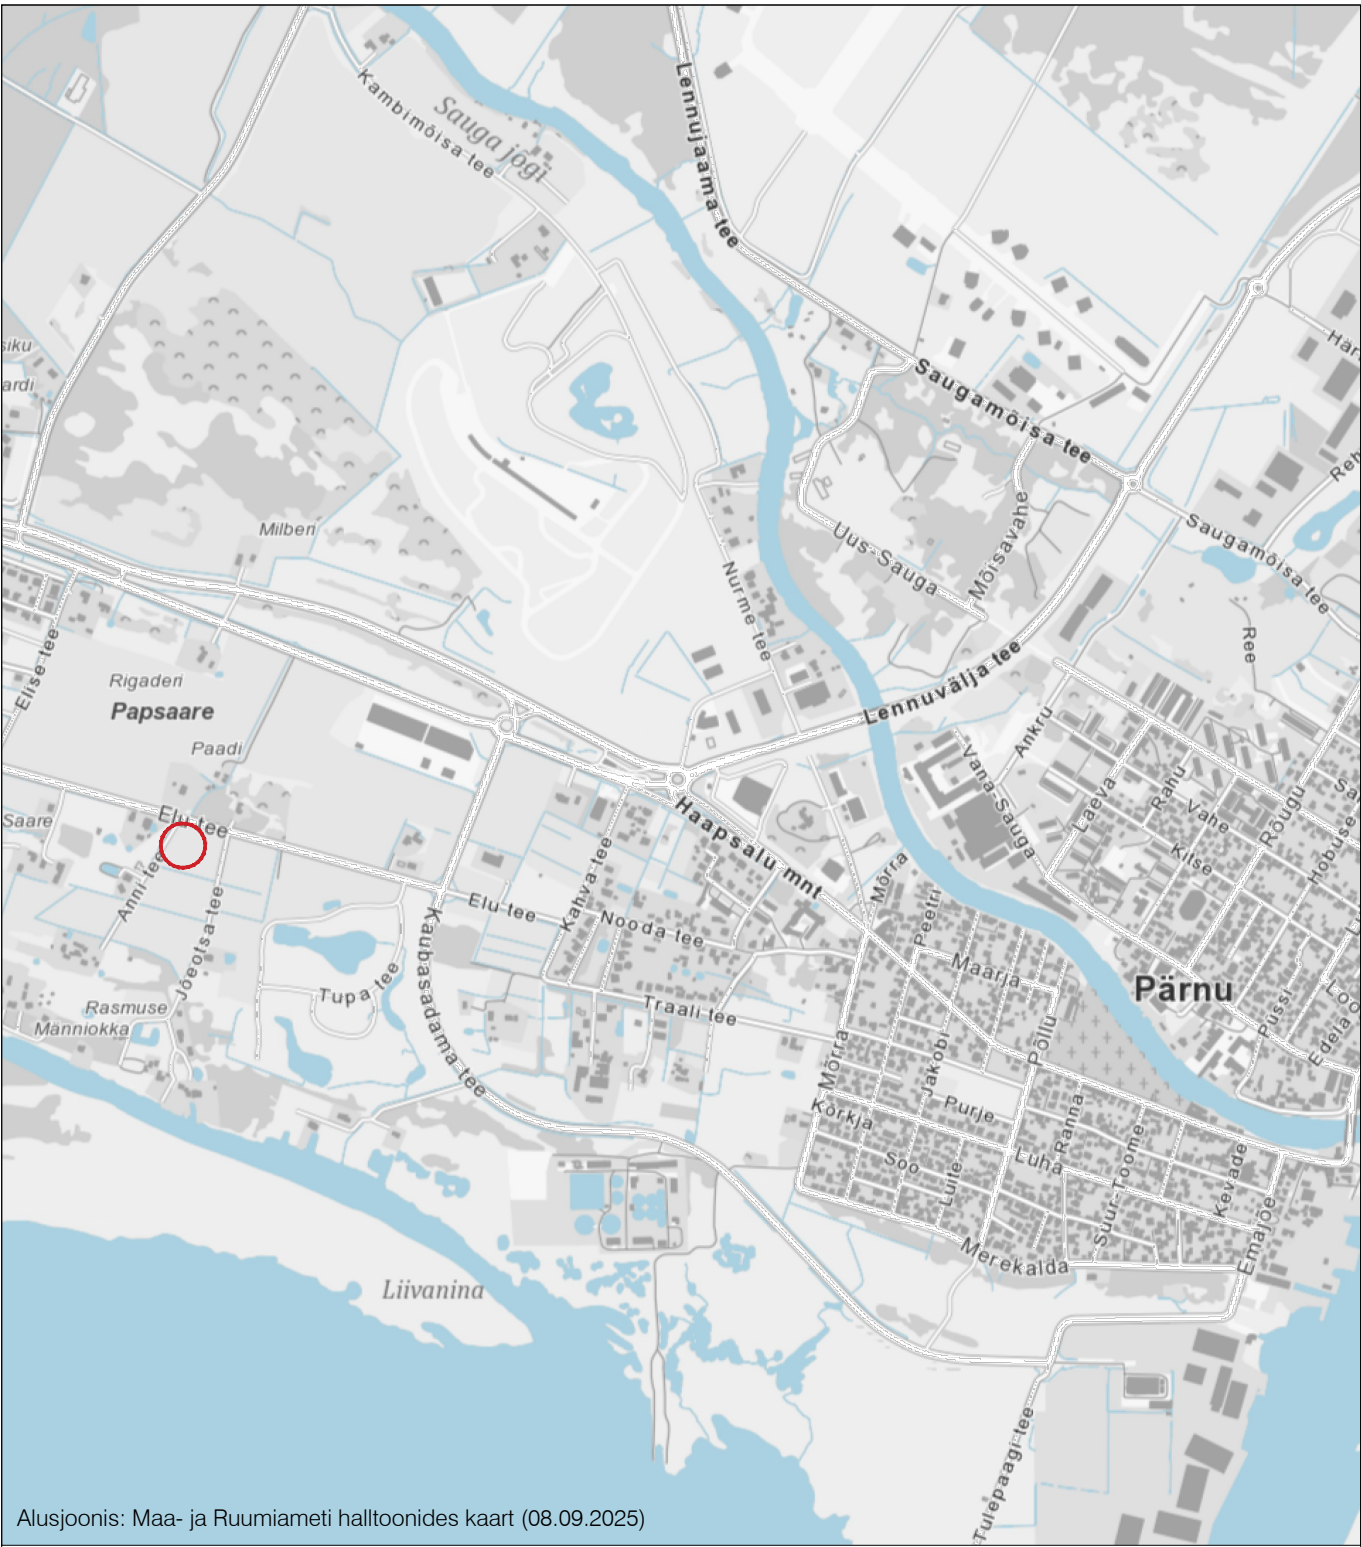 Kambimõisa tee
Sauga jõgi
Lennujaama tee
Saugamõisa tee
Saugamõisa tee
Uus-Sauga
Mõisavahe
Milberi
Nurme tee
Lennuvälja tee
Ree
Elise tee
Rigaderi
Papsaare
Paadi
Saare
Elu tee
Anni tee
Jõeotsa tee
Rasmuse
Männiokka
Tupa tee
Kaubasadama tee
Elu tee
Kahva tee
Nooda tee
Traali tee
Haapsalu mnt
Mõrra
Peetri
Maarja
Vana-Sauga
Ankru
Laeva
Rahu
Vahe
Kitse
Rõugu
Hobuse
Pärnu
Pussi
Edela
Põllu
Jakobi
Mõrra
Kõrkja
Purje
Ranna
Soo
Luite
Luha
Suur-Toome
Kevade
Emajõe
Merekalda
Liivanina
Tulepaagi tee
Alusjoonis: Maa- ja Ruumiameti halltoonides kaart (08.09.2025)